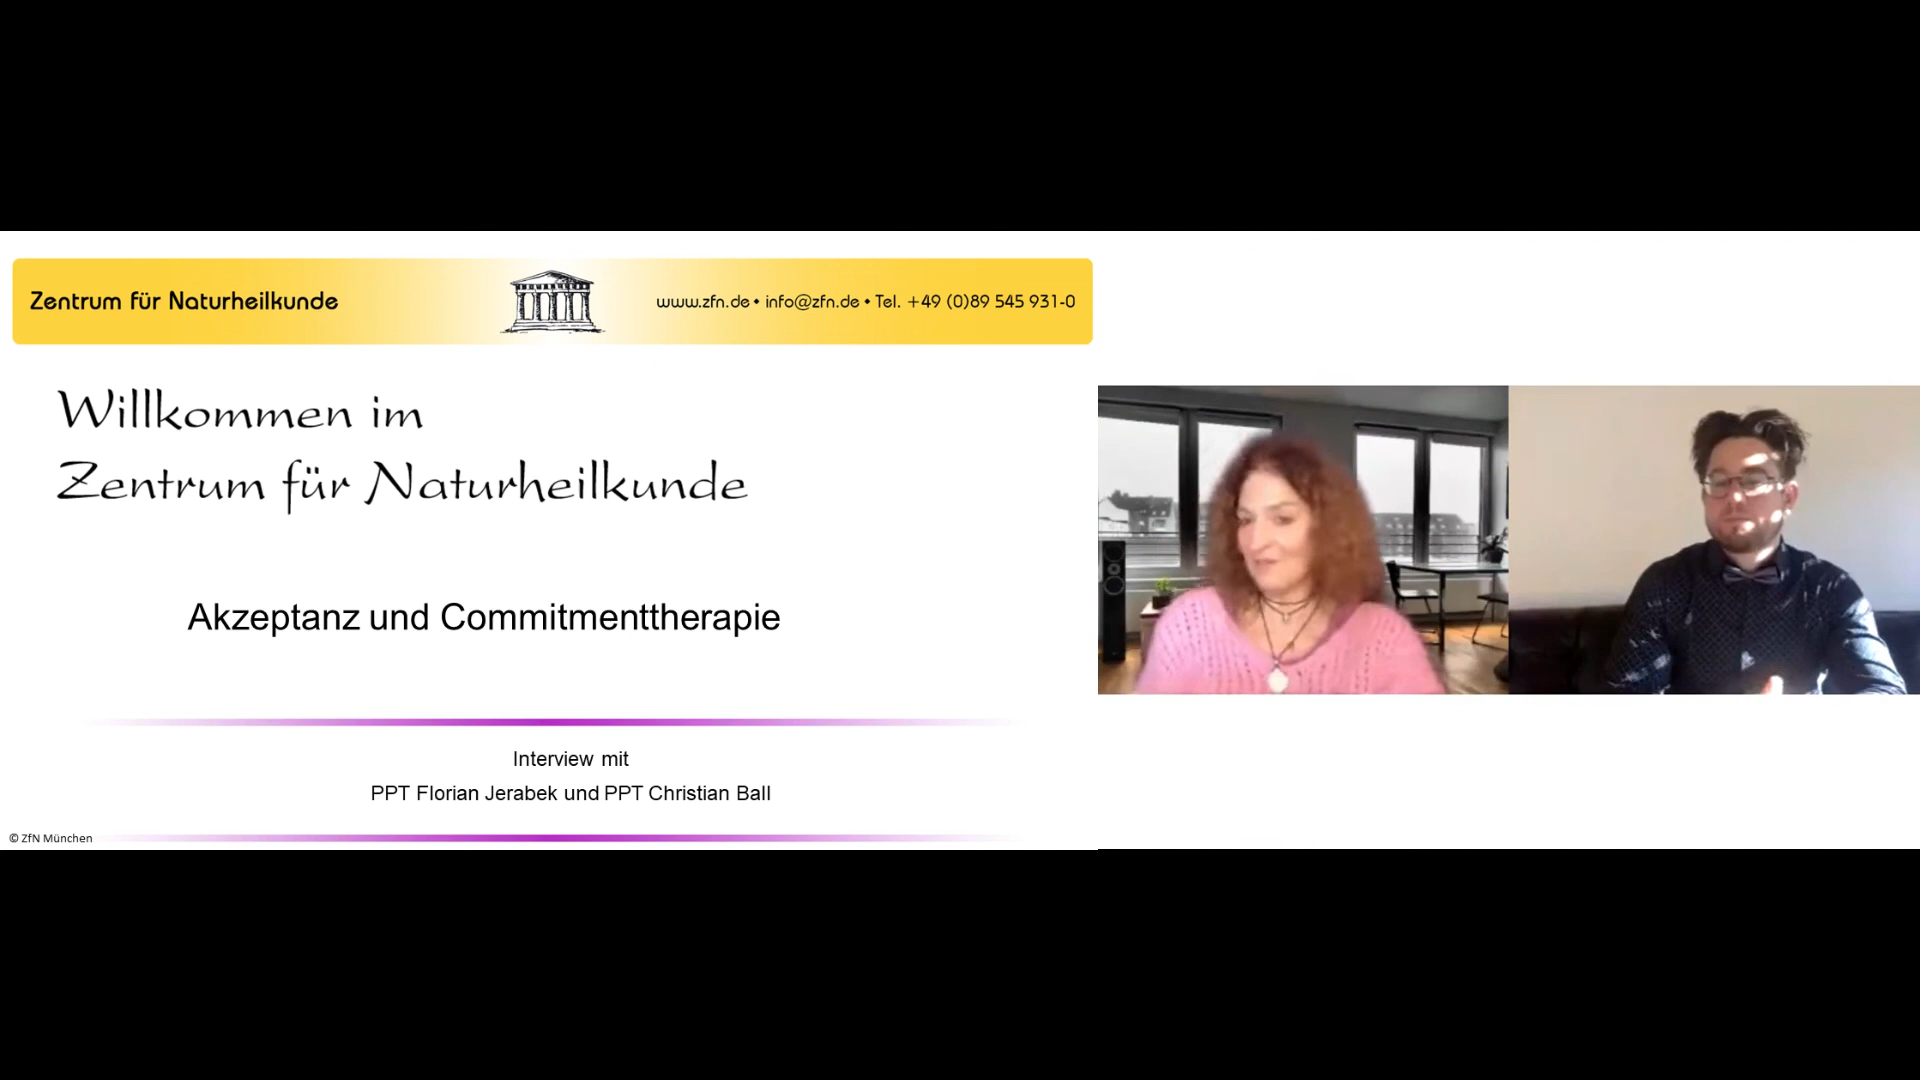 Zentrum für Naturheilkunde
www.zfn.de • info@zfn.de • Tel. +49 (0)89 545 931-0
Willkommen im
Zentrum für Naturheilkunde
Akzeptanz und Commitmenttherapie
Interview mit
PPT Florian Jerabek und PPT Christian Ball
© ZfN München